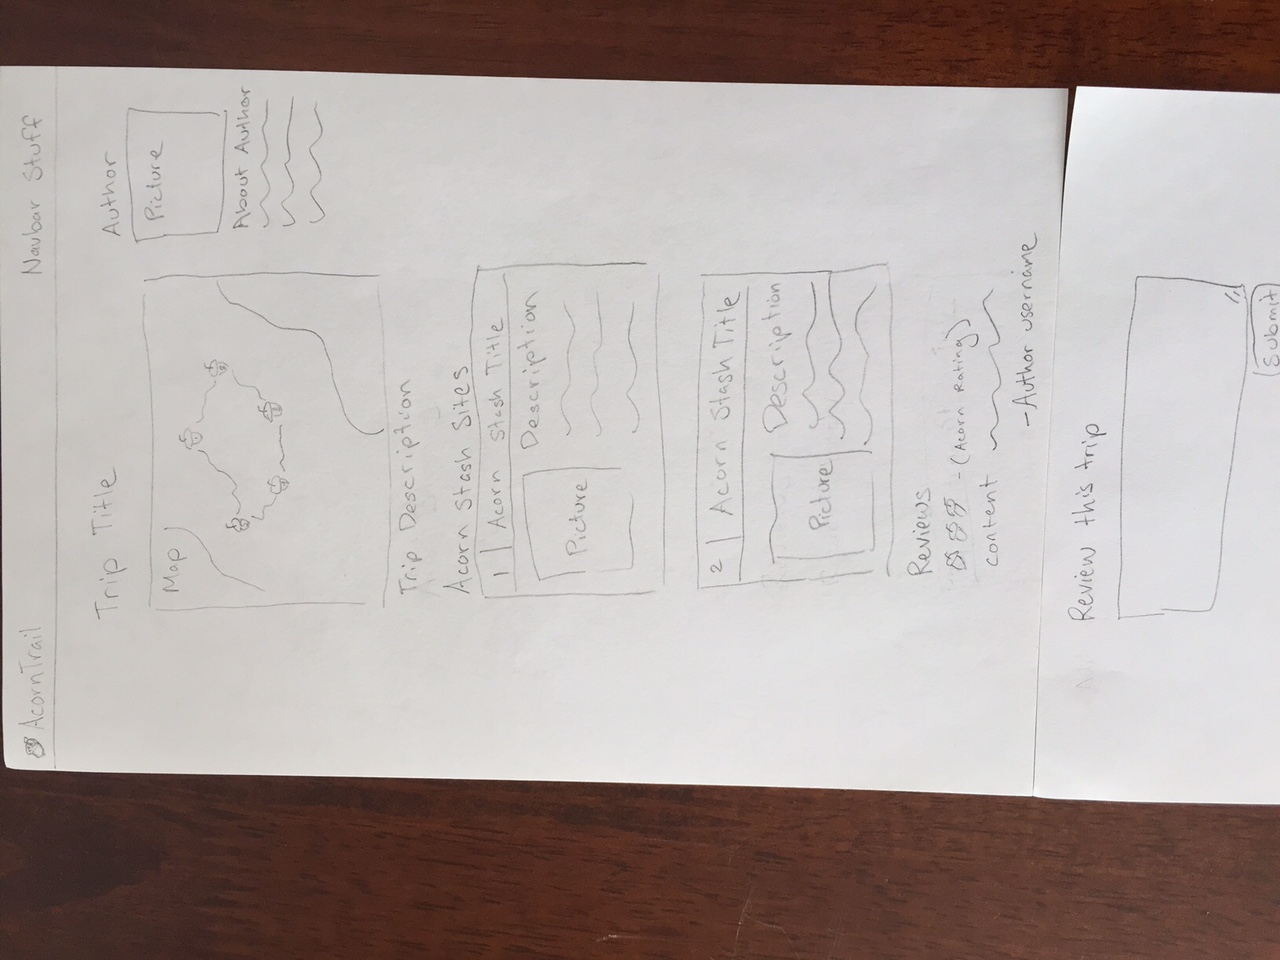 AcornTrail Navbar Stuff
Trip Title
Author
Map
Picture
About Author
Trip Description
Acorn Stash Sites
1 Acorn Stash Title
Picture
Description
2 Acorn Stash Title
Picture
Description
Reviews
- (Acorn Rating)
content
- Author username
Review this trip
Submit